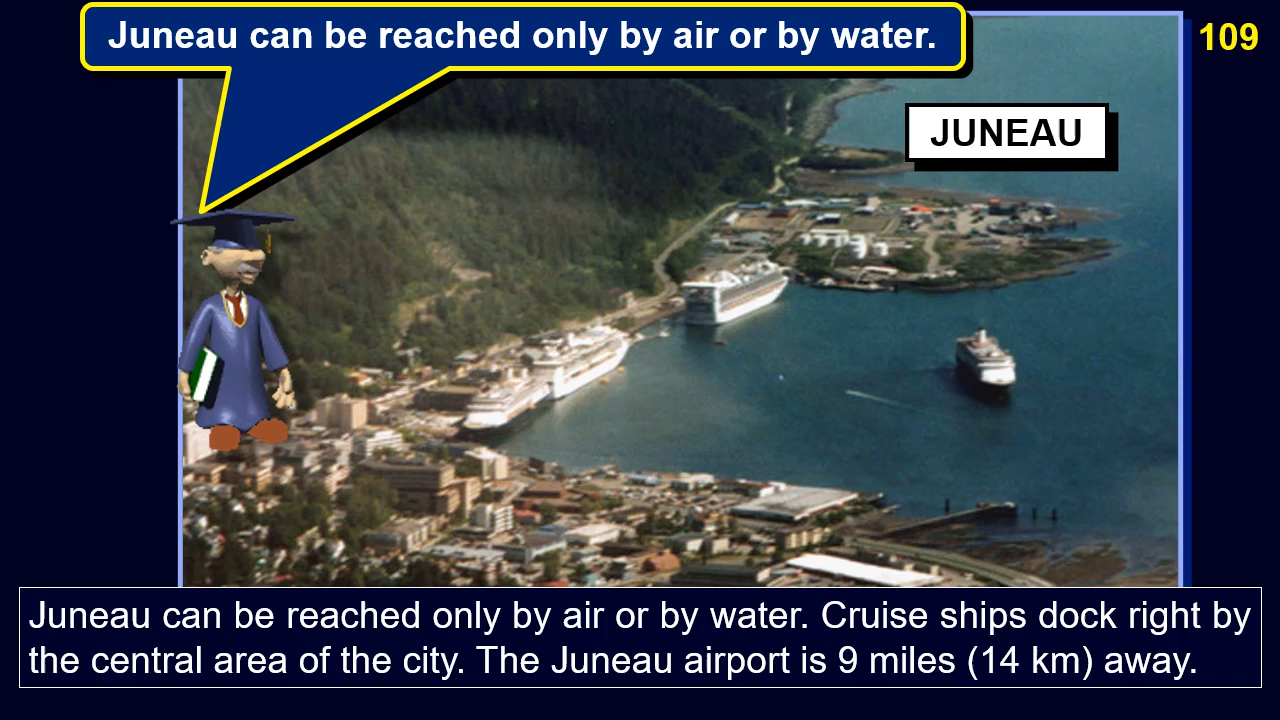 Juneau can be reached only by air or by water.
109
JUNEAU
Juneau can be reached only by air or by water. Cruise ships dock right by
the central area of the city. The Juneau airport is 9 miles (14 km) away.